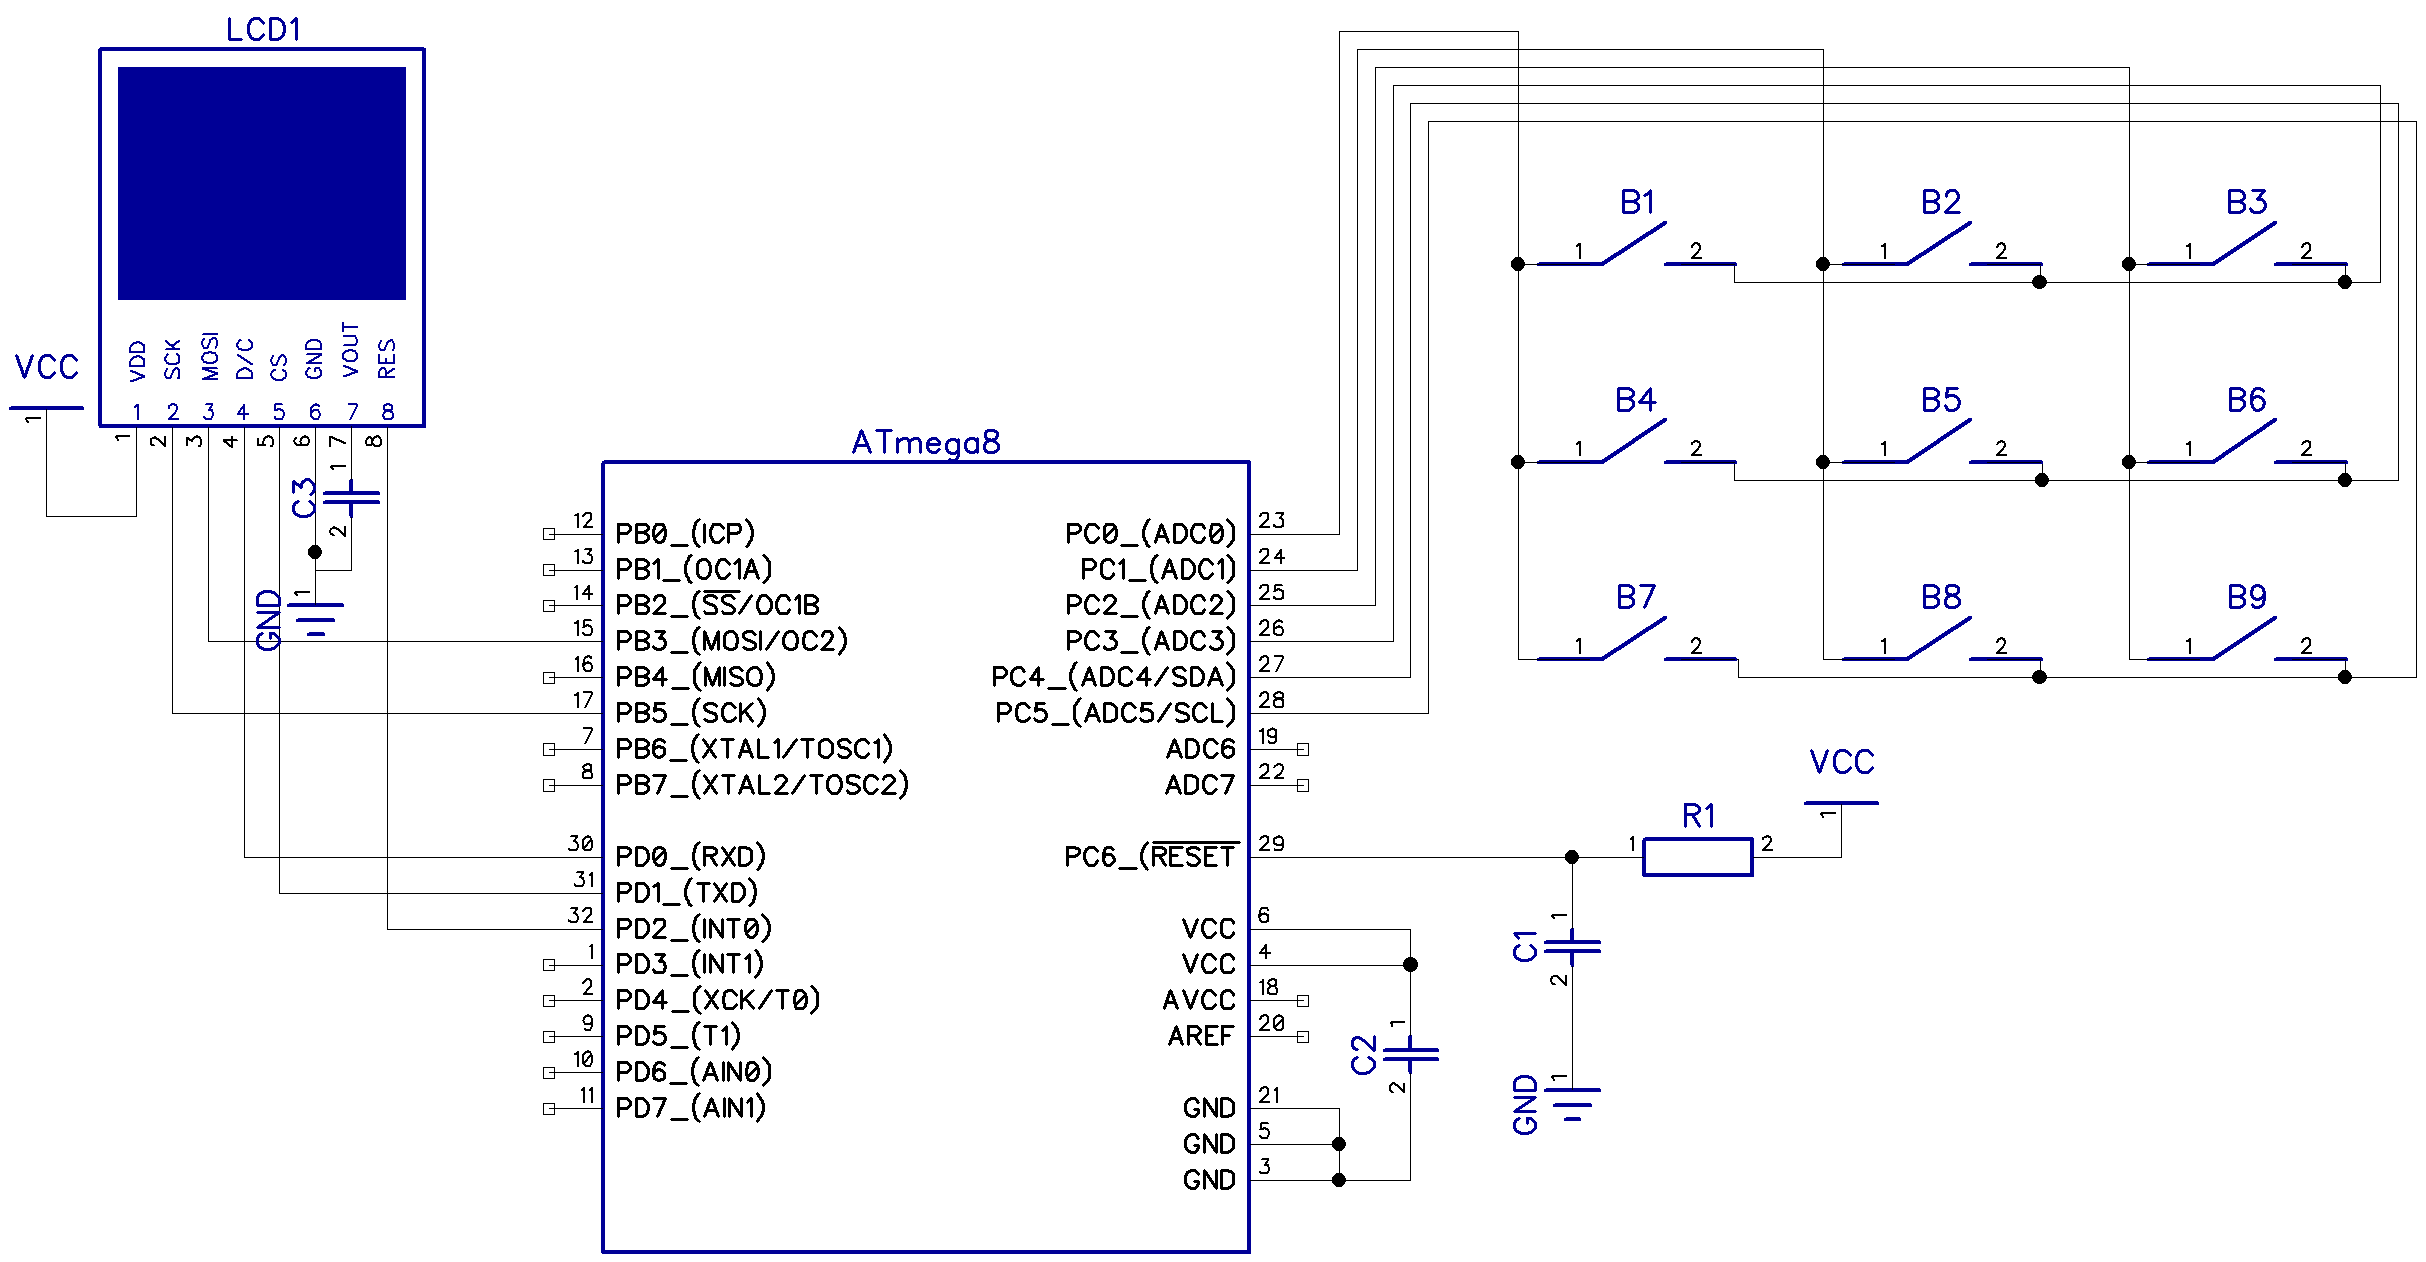 LCD1
VDD SCK MOSI D/C CS GND VOUT RES
1 2 3 4 5 6 7 8
1 2 3 4 5 6 7 8
VCC
1
C3
1
2
GND
1
ATmega8
12 PB0_(ICP)
13 PB1_(OC1A)
14 PB2_(SS/OC1B
15 PB3_(MOSI/OC2)
16 PB4_(MISO)
17 PB5_(SCK)
7 PB6_(XTAL1/TOSC1)
8 PB7_(XTAL2/TOSC2)
30 PD0_(RXD)
31 PD1_(TXD)
32 PD2_(INT0)
1 PD3_(INT1)
2 PD4_(XCK/T0)
9 PD5_(T1)
10 PD6_(AIN0)
11 PD7_(AIN1)
PC0_(ADC0) 23
PC1_(ADC1) 24
PC2_(ADC2) 25
PC3_(ADC3) 26
PC4_(ADC4/SDA) 27
PC5_(ADC5/SCL) 28
ADC6 19
ADC7 22
PC6_(RESET 29
VCC 6
VCC 4
AVCC 18
AREF 20
GND 21
GND 5
GND 3
C2
1
2
B1 B2 B3
1 2 1 2 1 2
B4 B5 B6
1 2 1 2 1 2
B7 B8 B9
1 2 1 2 1 2
VCC
1
R1
1 2
C1
1
2
GND
1